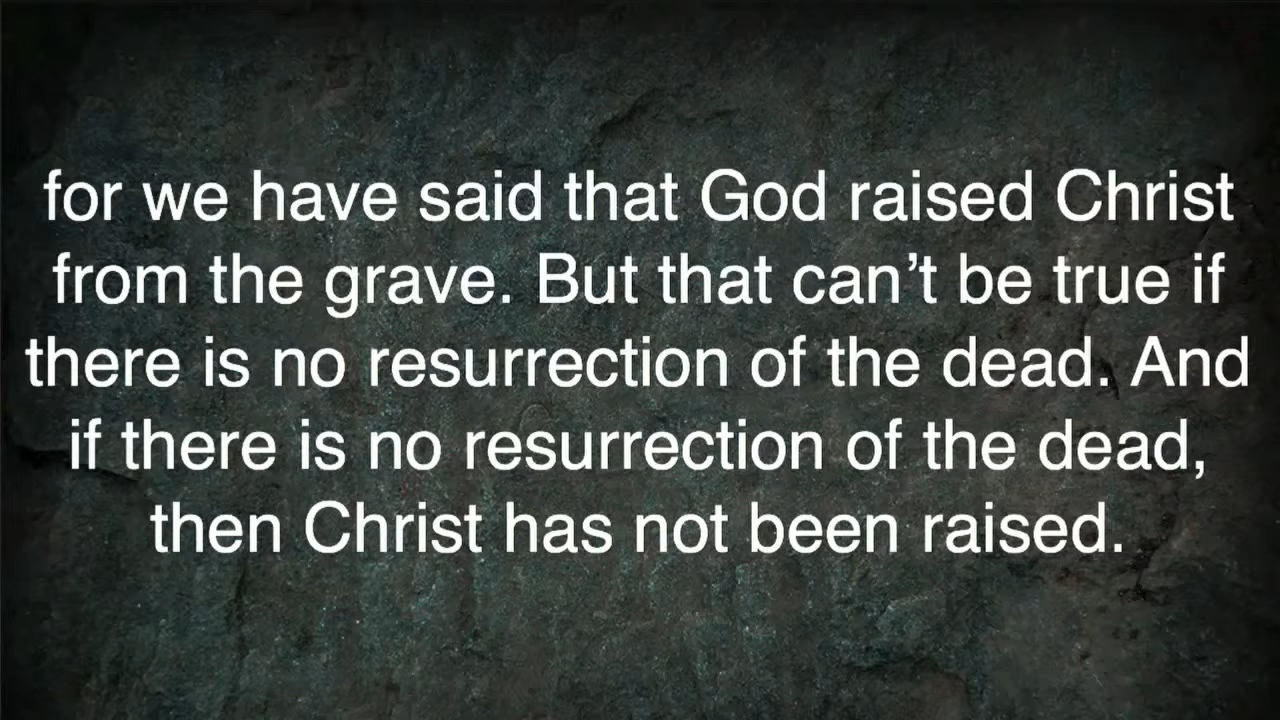 for we have said that God raised Christ
from the grave. But that can’t be true if
there is no resurrection of the dead. And
if there is no resurrection of the dead,
then Christ has not been raised.